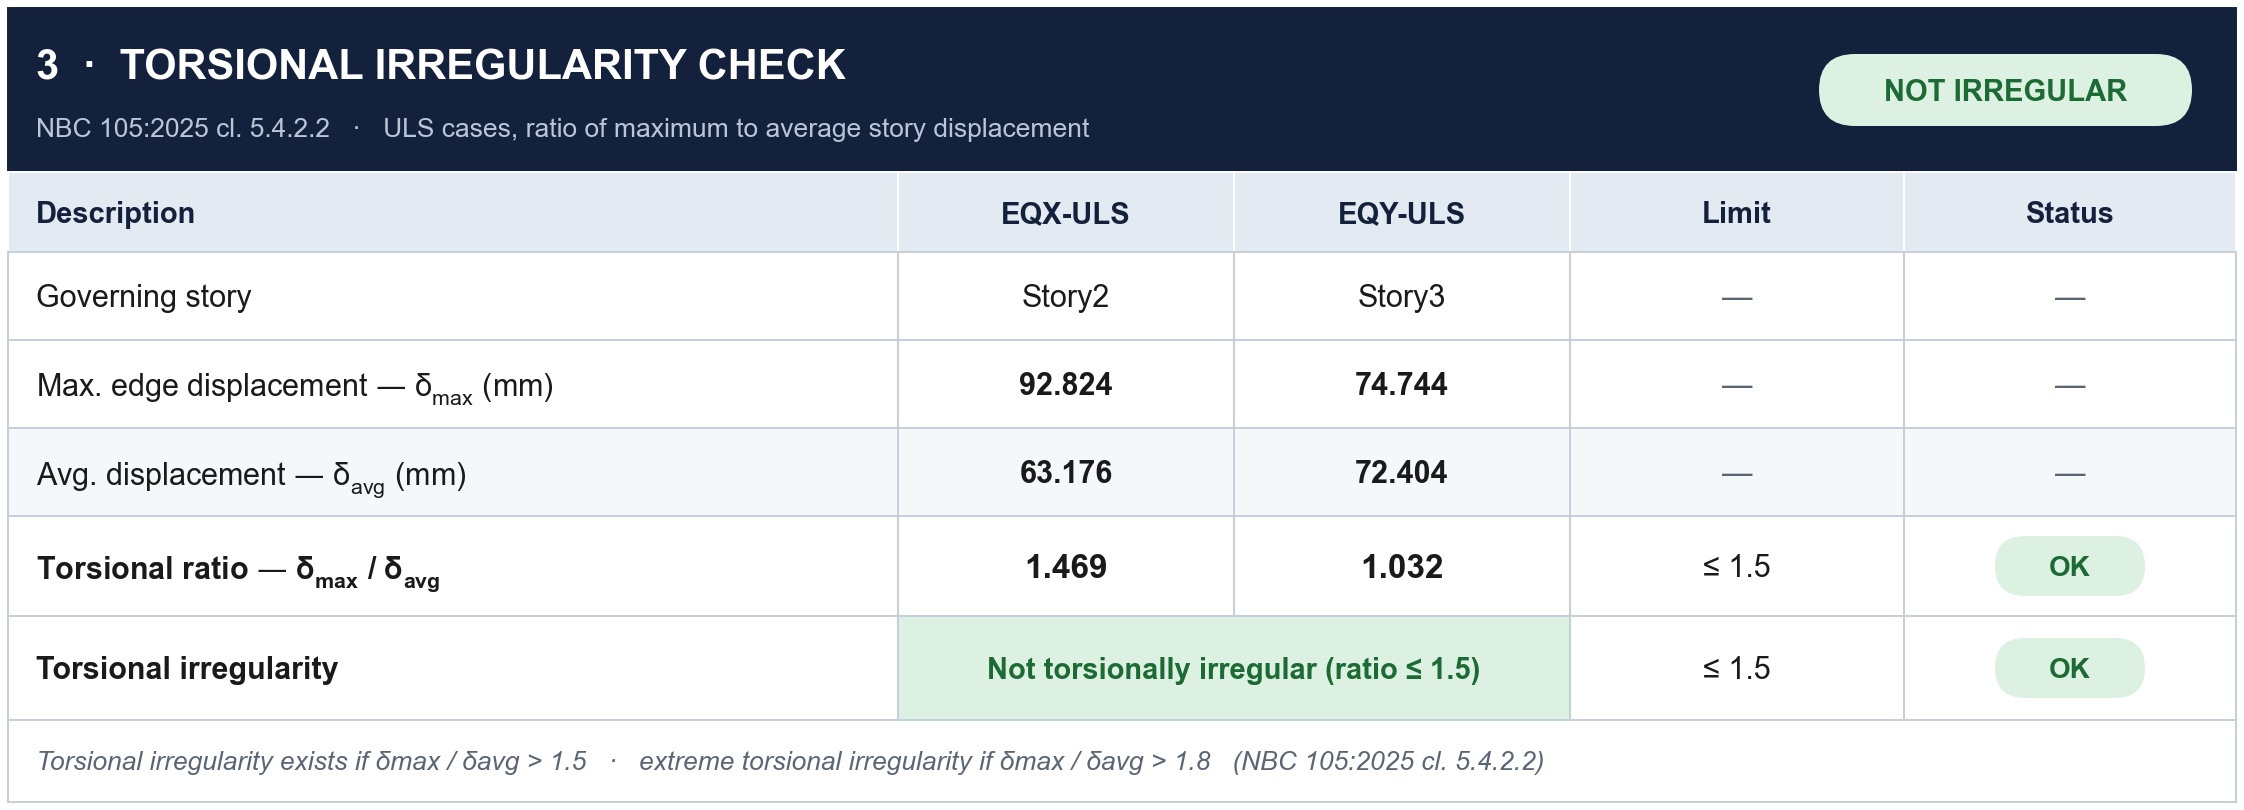 3 · TORSIONAL IRREGULARITY CHECK
NOT IRREGULAR
NBC 105:2025 cl. 5.4.2.2 · ULS cases, ratio of maximum to average story displacement
Description EQX-ULS EQY-ULS Limit Status
Governing story Story2 Story3 — —
Max. edge displacement — δmax (mm) 92.824 74.744 — —
Avg. displacement — δavg (mm) 63.176 72.404 — —
Torsional ratio — δmax / δavg 1.469 1.032 ≤ 1.5 OK
Torsional irregularity Not torsionally irregular (ratio ≤ 1.5) ≤ 1.5 OK
Torsional irregularity exists if δmax / δavg > 1.5 · extreme torsional irregularity if δmax / δavg > 1.8 (NBC 105:2025 cl. 5.4.2.2)